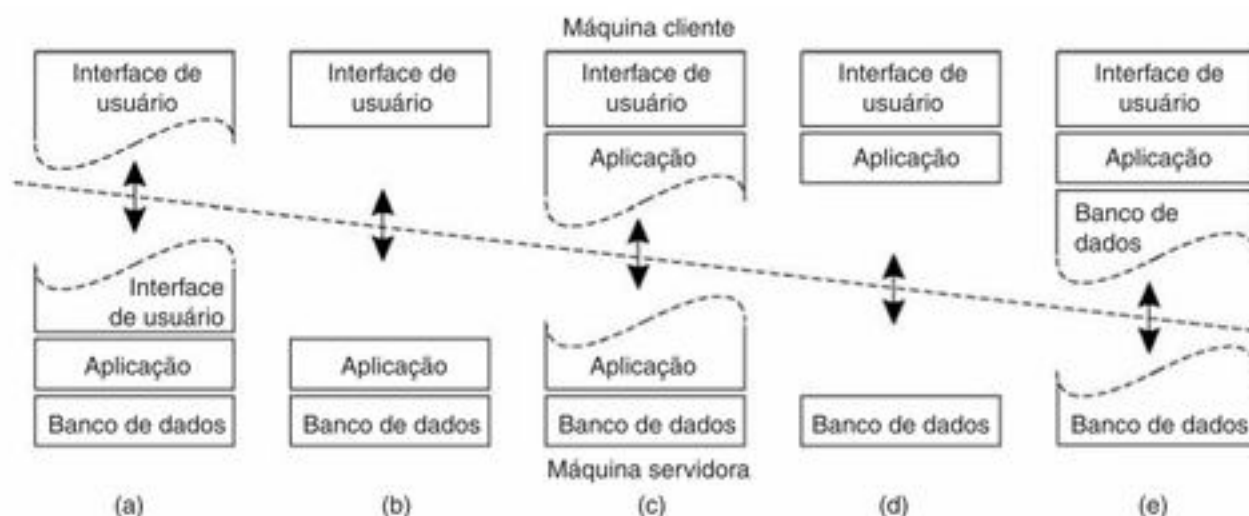 Máquina cliente
Interface de
usuário
Interface
de usuário
Aplicação
Banco de dados
(a)
Interface de
usuário
Aplicação
Banco de dados
(b)
Interface de
usuário
Aplicação
Aplicação
Banco de dados
Máquina servidora
(c)
Interface de
usuário
Aplicação
Banco de dados
(d)
Interface de
usuário
Aplicação
Banco de
dados
Banco de dados
(e)